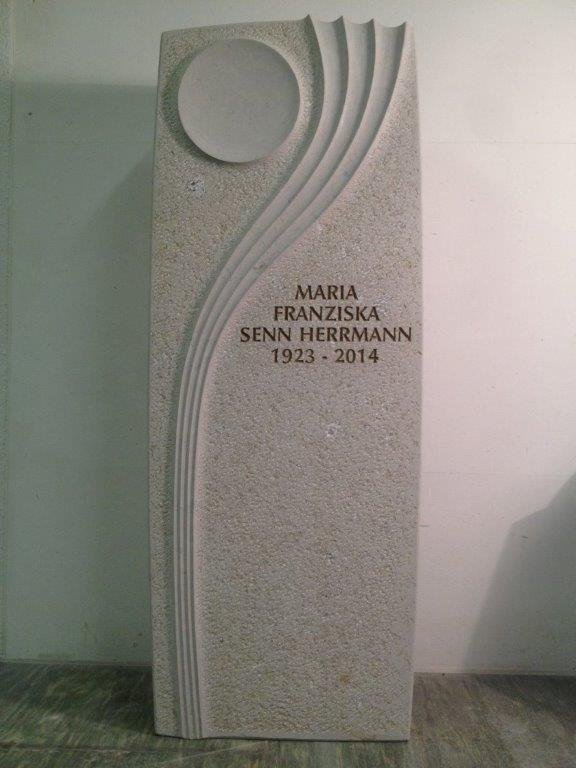 MARIA
FRANZISKA
SENN HERRMANN
1923 - 2014